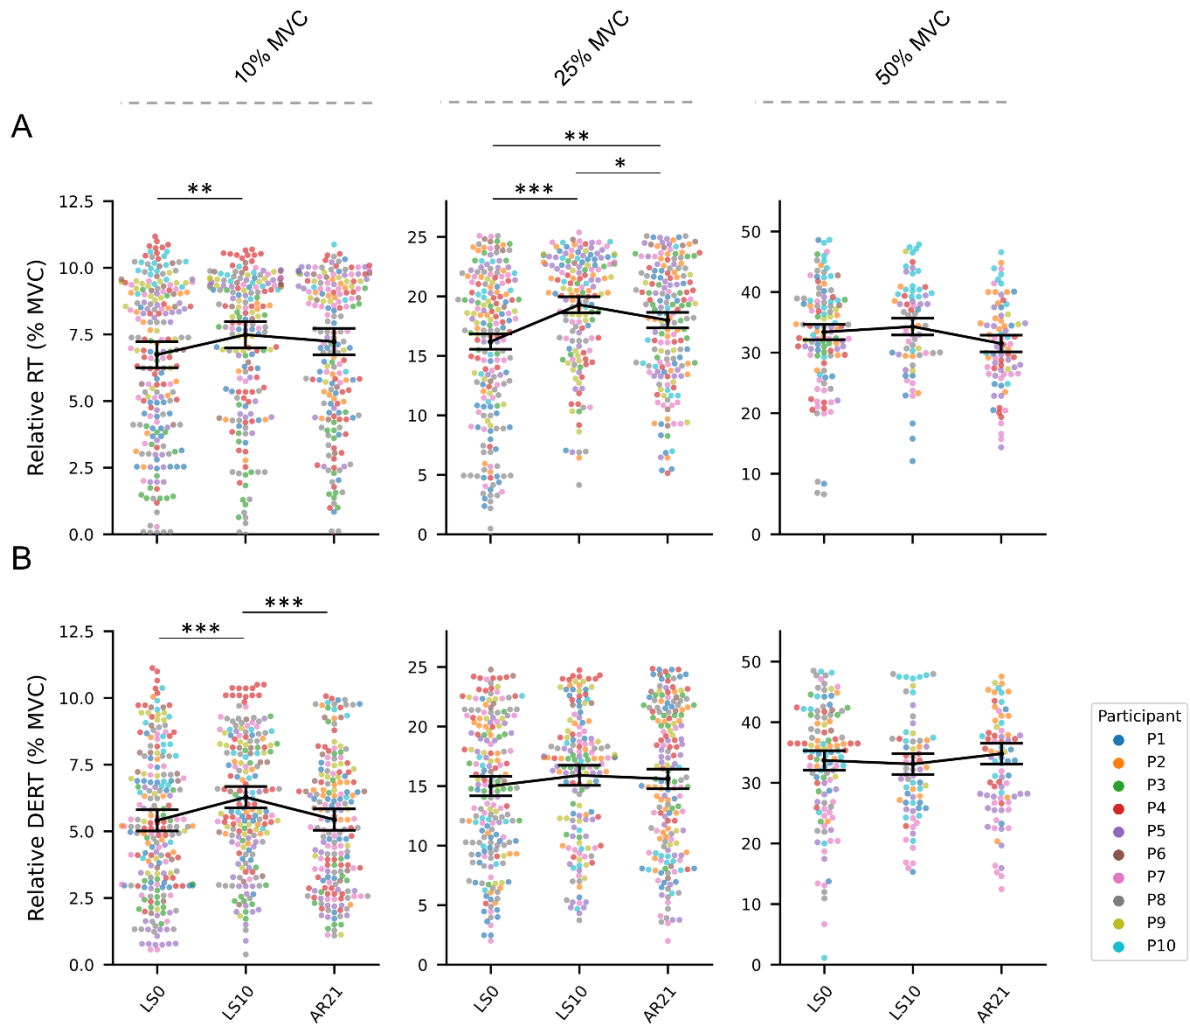 10% MVC
25% MVC
50% MVC
A
**
**
*
***
Relative RT (% MVC)
12.5
10.0
7.5
5.0
2.5
0.0
25
20
15
10
5
0
50
40
30
20
10
0
B
***
***
Relative DERT (% MVC)
12.5
10.0
7.5
5.0
2.5
0.0
25
20
15
10
5
0
50
40
30
20
10
0
LS0
LS10
AR21
LS0
LS10
AR21
LS0
LS10
AR21
Participant
P1
P2
P3
P4
P5
P6
P7
P8
P9
P10